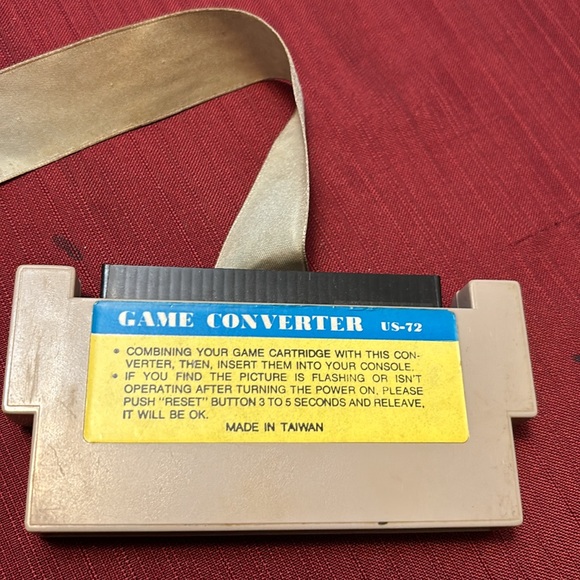 GAME CONVERTER US-72
• COMBINING YOUR GAME CARTRIDGE WITH THIS CON-
VERTER, THEN, INSERT THEM INTO YOUR CONSOLE.
• IF YOU FIND THE PICTURE IS FLASHING OR ISN'T
OPERATING AFTER TURNING THE POWER ON, PLEASE
PUSH "RESET" BUTTON 3 TO 5 SECONDS AND RELEAVE,
IT WILL BE OK.
MADE IN TAIWAN